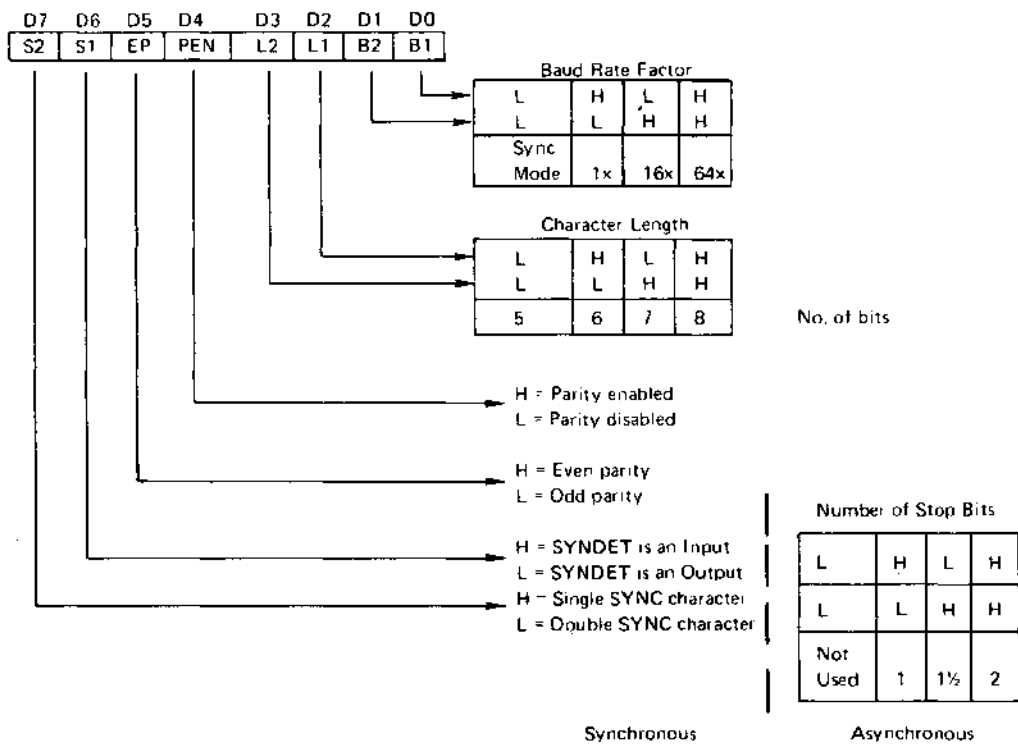 D7 D6 D5 D4 D3 D2 D1 D0
S2 S1 EP PEN L2 L1 B2 B1
Baud Rate Factor
L H L H
L L H H
Sync
Mode 1x 16x 64x
Character Length
L H L H
L L H H
5 6 7 8
No. of bits
H = Parity enabled
L = Parity disabled
H = Even parity
L = Odd parity
H = SYNDET is an Input
L = SYNDET is an Output
H = Single SYNC character
L = Double SYNC character
Number of Stop Bits
L H L H
L L H H
Not
Used 1 1½ 2
Synchronous Asynchronous